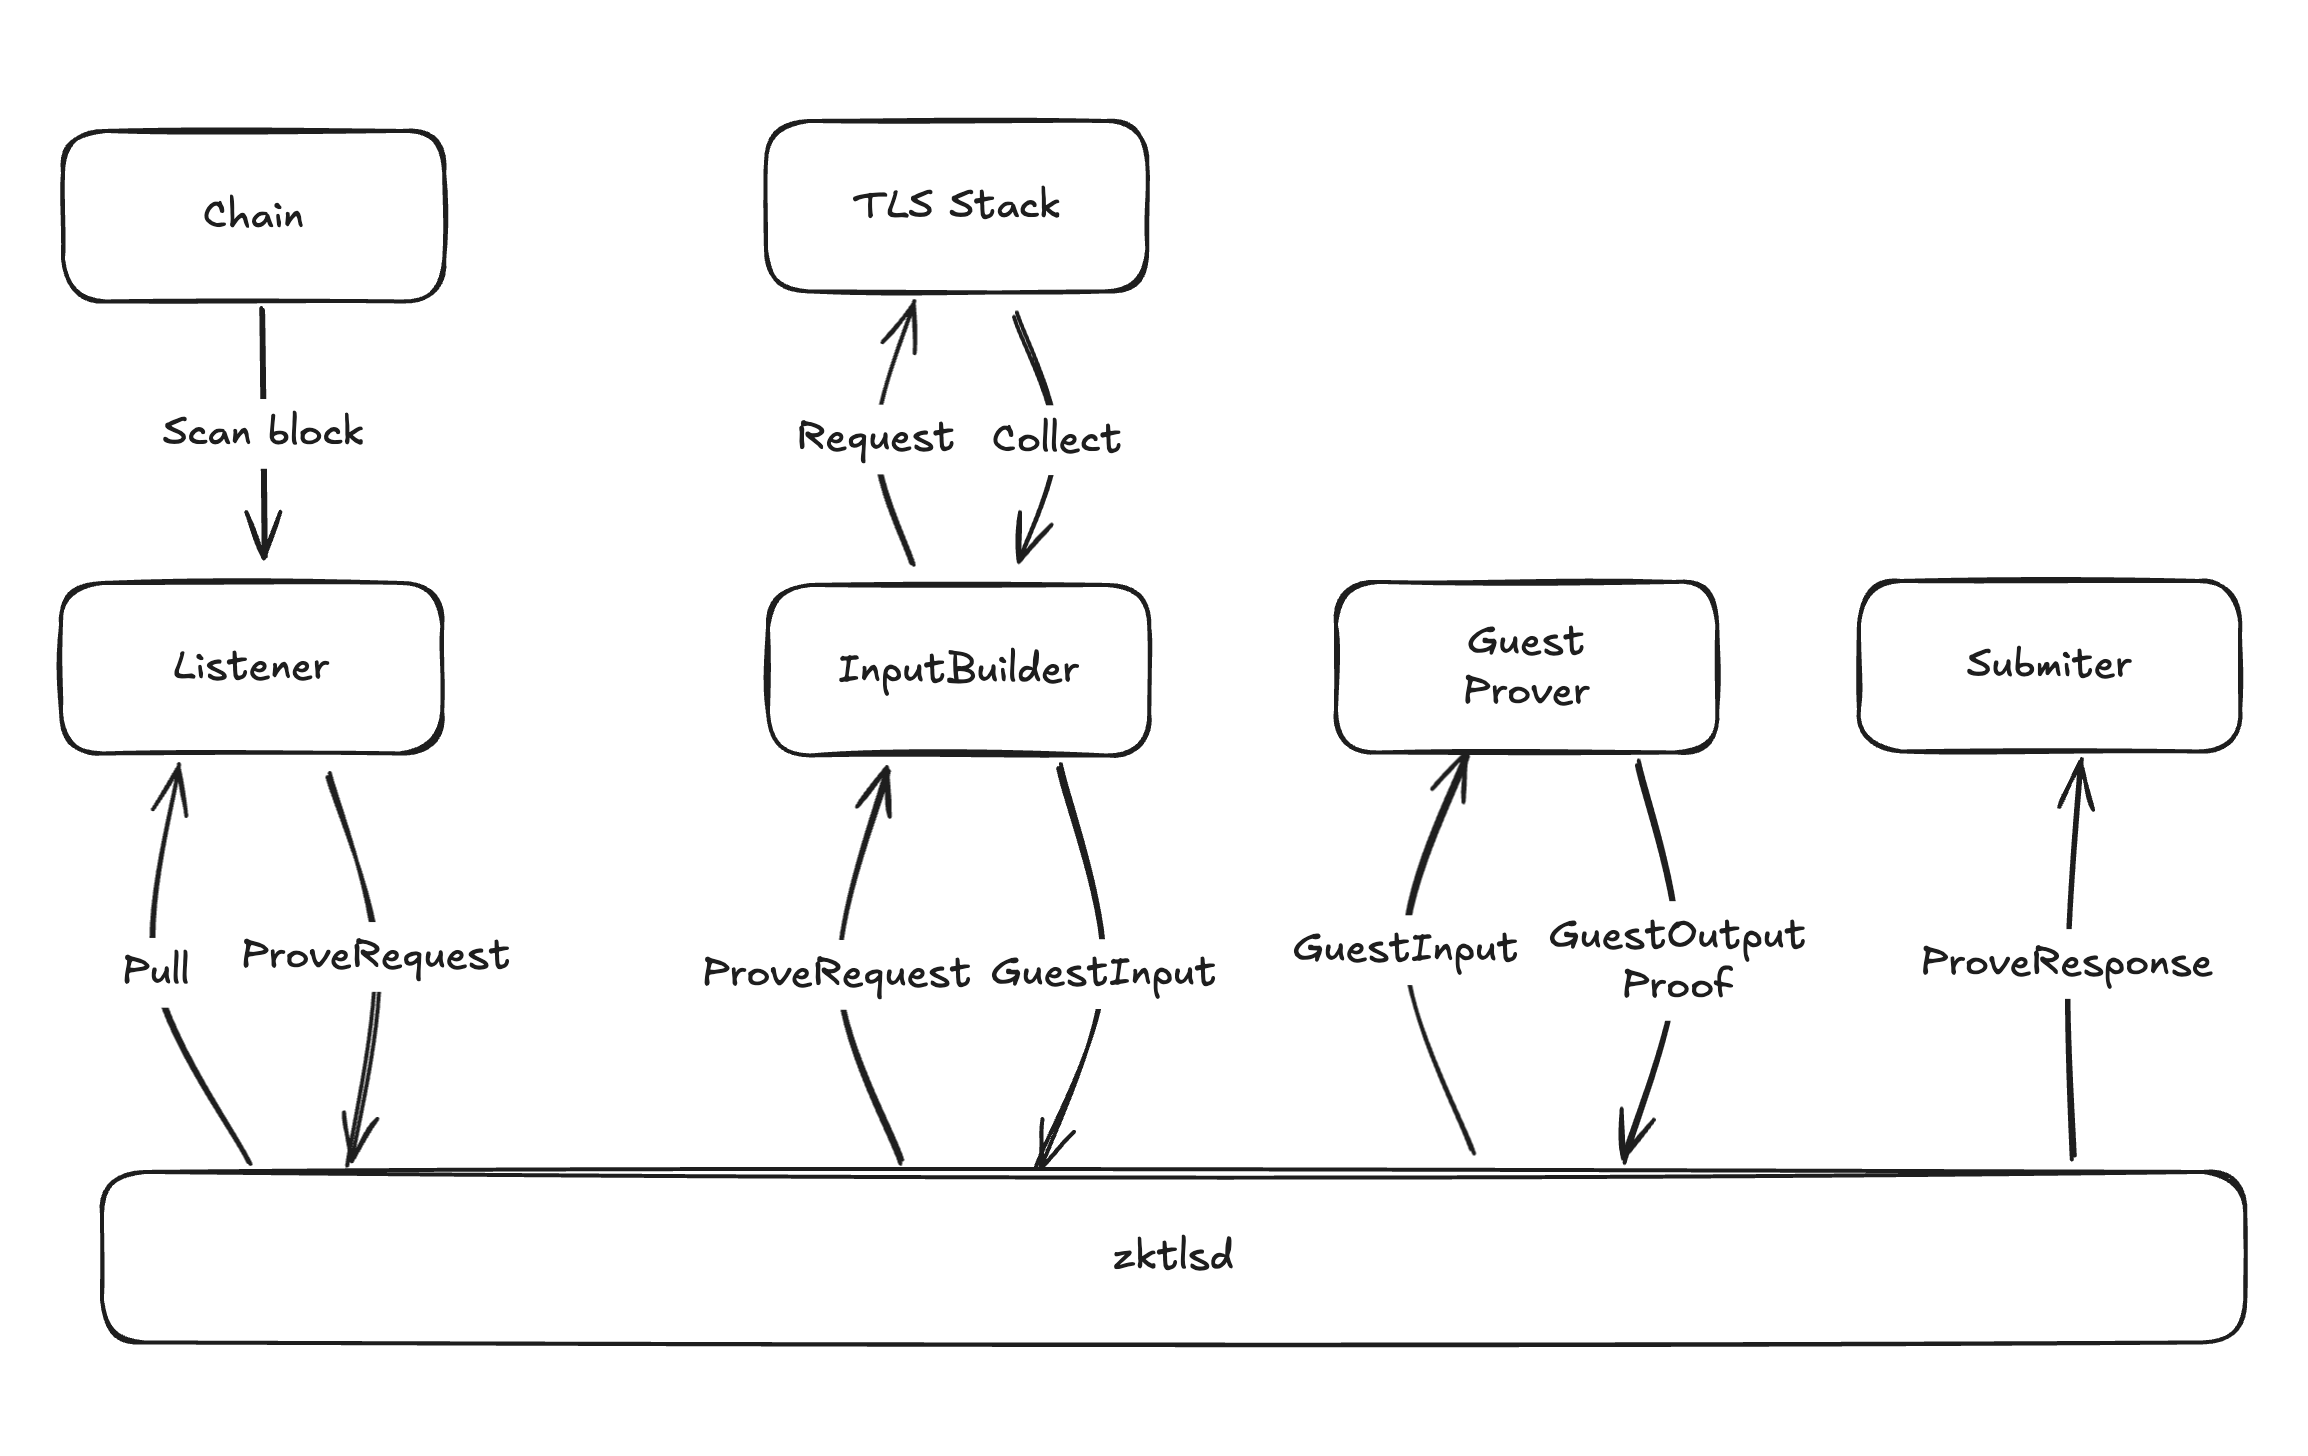 Chain
TLS Stack
Scan block
Request
Collect
Listener
InputBuilder
Guest
Prover
Submiter
Pull
ProveRequest
ProveRequest
GuestInput
GuestInput
GuestOutput
Proof
ProveResponse
zktlsd